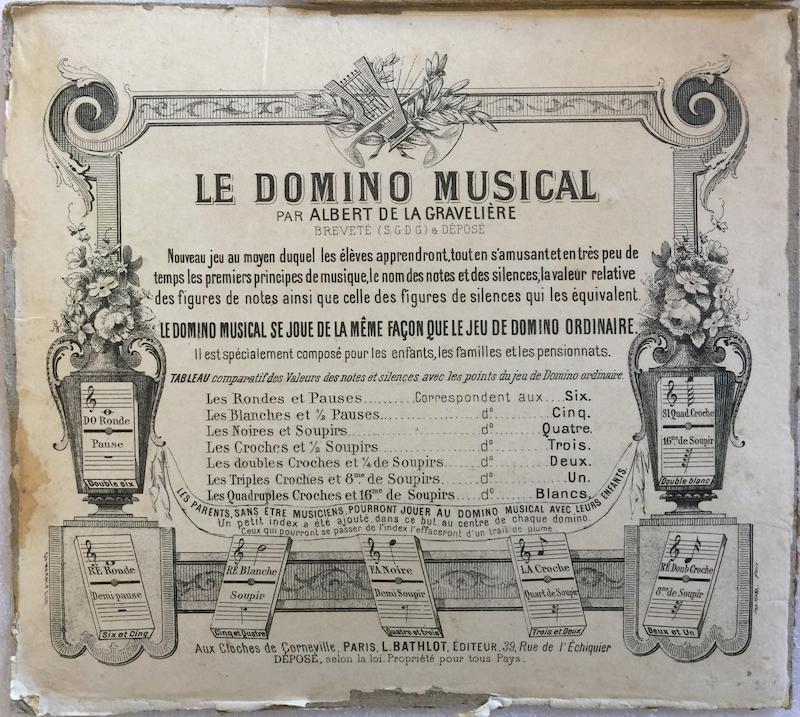 LE DOMINO MUSICAL
PAR ALBERT DE LA GRAVELIÈRE
BREVETÉ (S.G.D.G.) & DÉPOSÉ
Nouveau jeu au moyen duquel les élèves apprendront, tout en s'amusant et en très peu de
temps les premiers principes de musique, le nom des notes et des silences, la valeur relative
des figures de notes ainsi que celle des figures de silences qui les équivalent.
LE DOMINO MUSICAL SE JOUE DE LA MÊME FAÇON QUE LE JEU DE DOMINO ORDINAIRE.
Il est spécialement composé pour les enfants, les familles et les pensionnats.
TABLEAU comparatif des Valeurs des notes et silences avec les points du jeu de Domino ordinaire.
Les Rondes et Pauses..........Correspondent aux...Six.
Les Blanches et ½ Pauses..........dº..........Cinq.
Les Noires et Soupirs..........dº..........Quatre.
Les Croches et ½ Soupirs..........dº..........Trois.
Les doubles Croches et ¼ de Soupirs......dº..........Deux.
Les Triples Croches et 8me de Soupirs......dº..........Un.
Les Quadruples Croches et 16me de Soupirs.....dº......Blancs.
LES PARENTS, SANS ÊTRE MUSICIENS, POURRONT JOUER AU DOMINO MUSICAL AVEC LEURS ENFANTS.
Un petit index a été ajouté, dans ce but, au centre de chaque domino.
Ceux qui pourront se passer de l'index l'effaceront d'un trait de plume
DO Ronde
Pause
Double six
SI Quad. Croche
16me de Soupir
Double blanc
RÉ Ronde
Demi-pause
Six et Cinq
RÉ Blanche
Soupir
Cinq et Quatre
FA Noire
Demi Soupir
Quatre et trois
LA Croche
Quart de Soupir
Trois et Deux
RÉ Doub Croche
8me de Soupir
Deux et Un
Aux Cloches de Corneville, PARIS, L. BATHLOT, ÉDITEUR, 39, Rue de l'Échiquier
DÉPOSÉ, selon la loi. Propriété pour tous Pays.